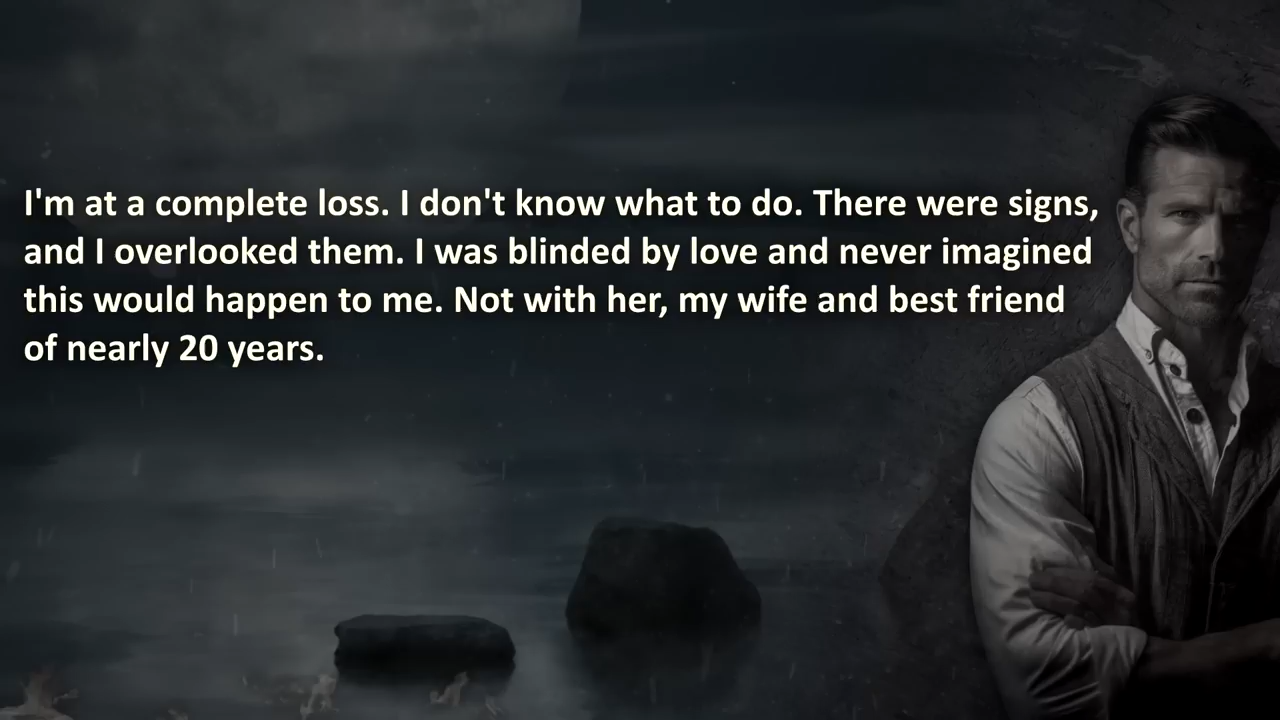 I'm at a complete loss. I don't know what to do. There were signs,
and I overlooked them. I was blinded by love and never imagined
this would happen to me. Not with her, my wife and best friend
of nearly 20 years.